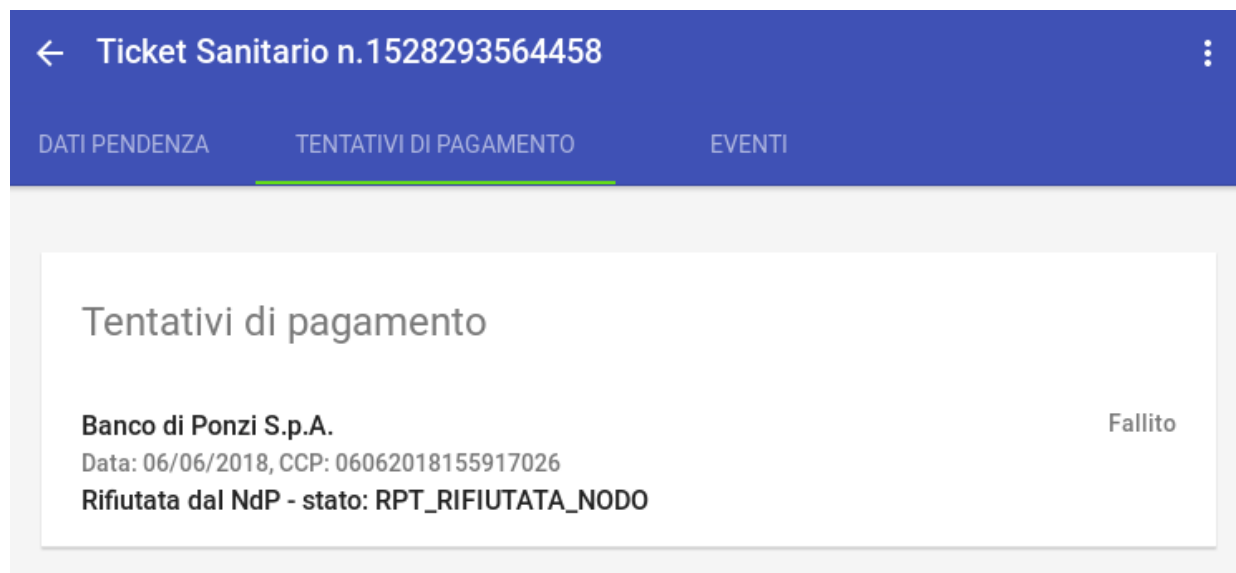 Ticket Sanitario n.1528293564458
DATI PENDENZA TENTATIVI DI PAGAMENTO EVENTI
Tentativi di pagamento
Banco di Ponzi S.p.A. Fallito
Data: 06/06/2018, CCP: 06062018155917026
Rifiutata dal NdP - stato: RPT_RIFIUTATA_NODO